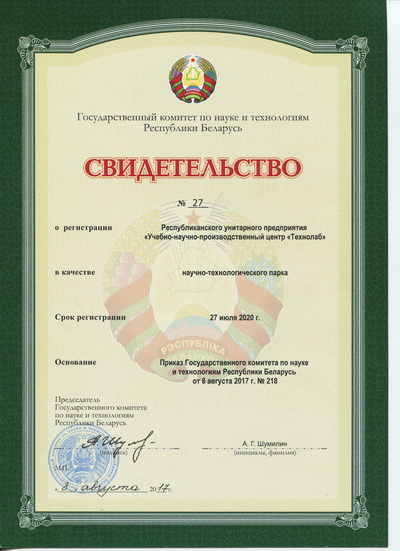 Государственный комитет по науке и технологиям
Республики Беларусь
СВИДЕТЕЛЬСТВО
№ 27
о регистрации Республиканского унитарного предприятия
«Учебно-научно-производственный центр «Технолаб»
в качестве научно-технологического парка
Срок регистрации 27 июля 2020 г.
Основание Приказ Государственного комитета по науке
и технологиям Республики Беларусь
от 8 августа 2017 г. № 218
РЭСПУБЛІКА
Председатель
Государственного комитета
по науке и технологиям
Республики Беларусь
(подпись)
А. Г. Шумилин
(инициалы, фамилия)
М.П.
« 8 » августа 2017г.